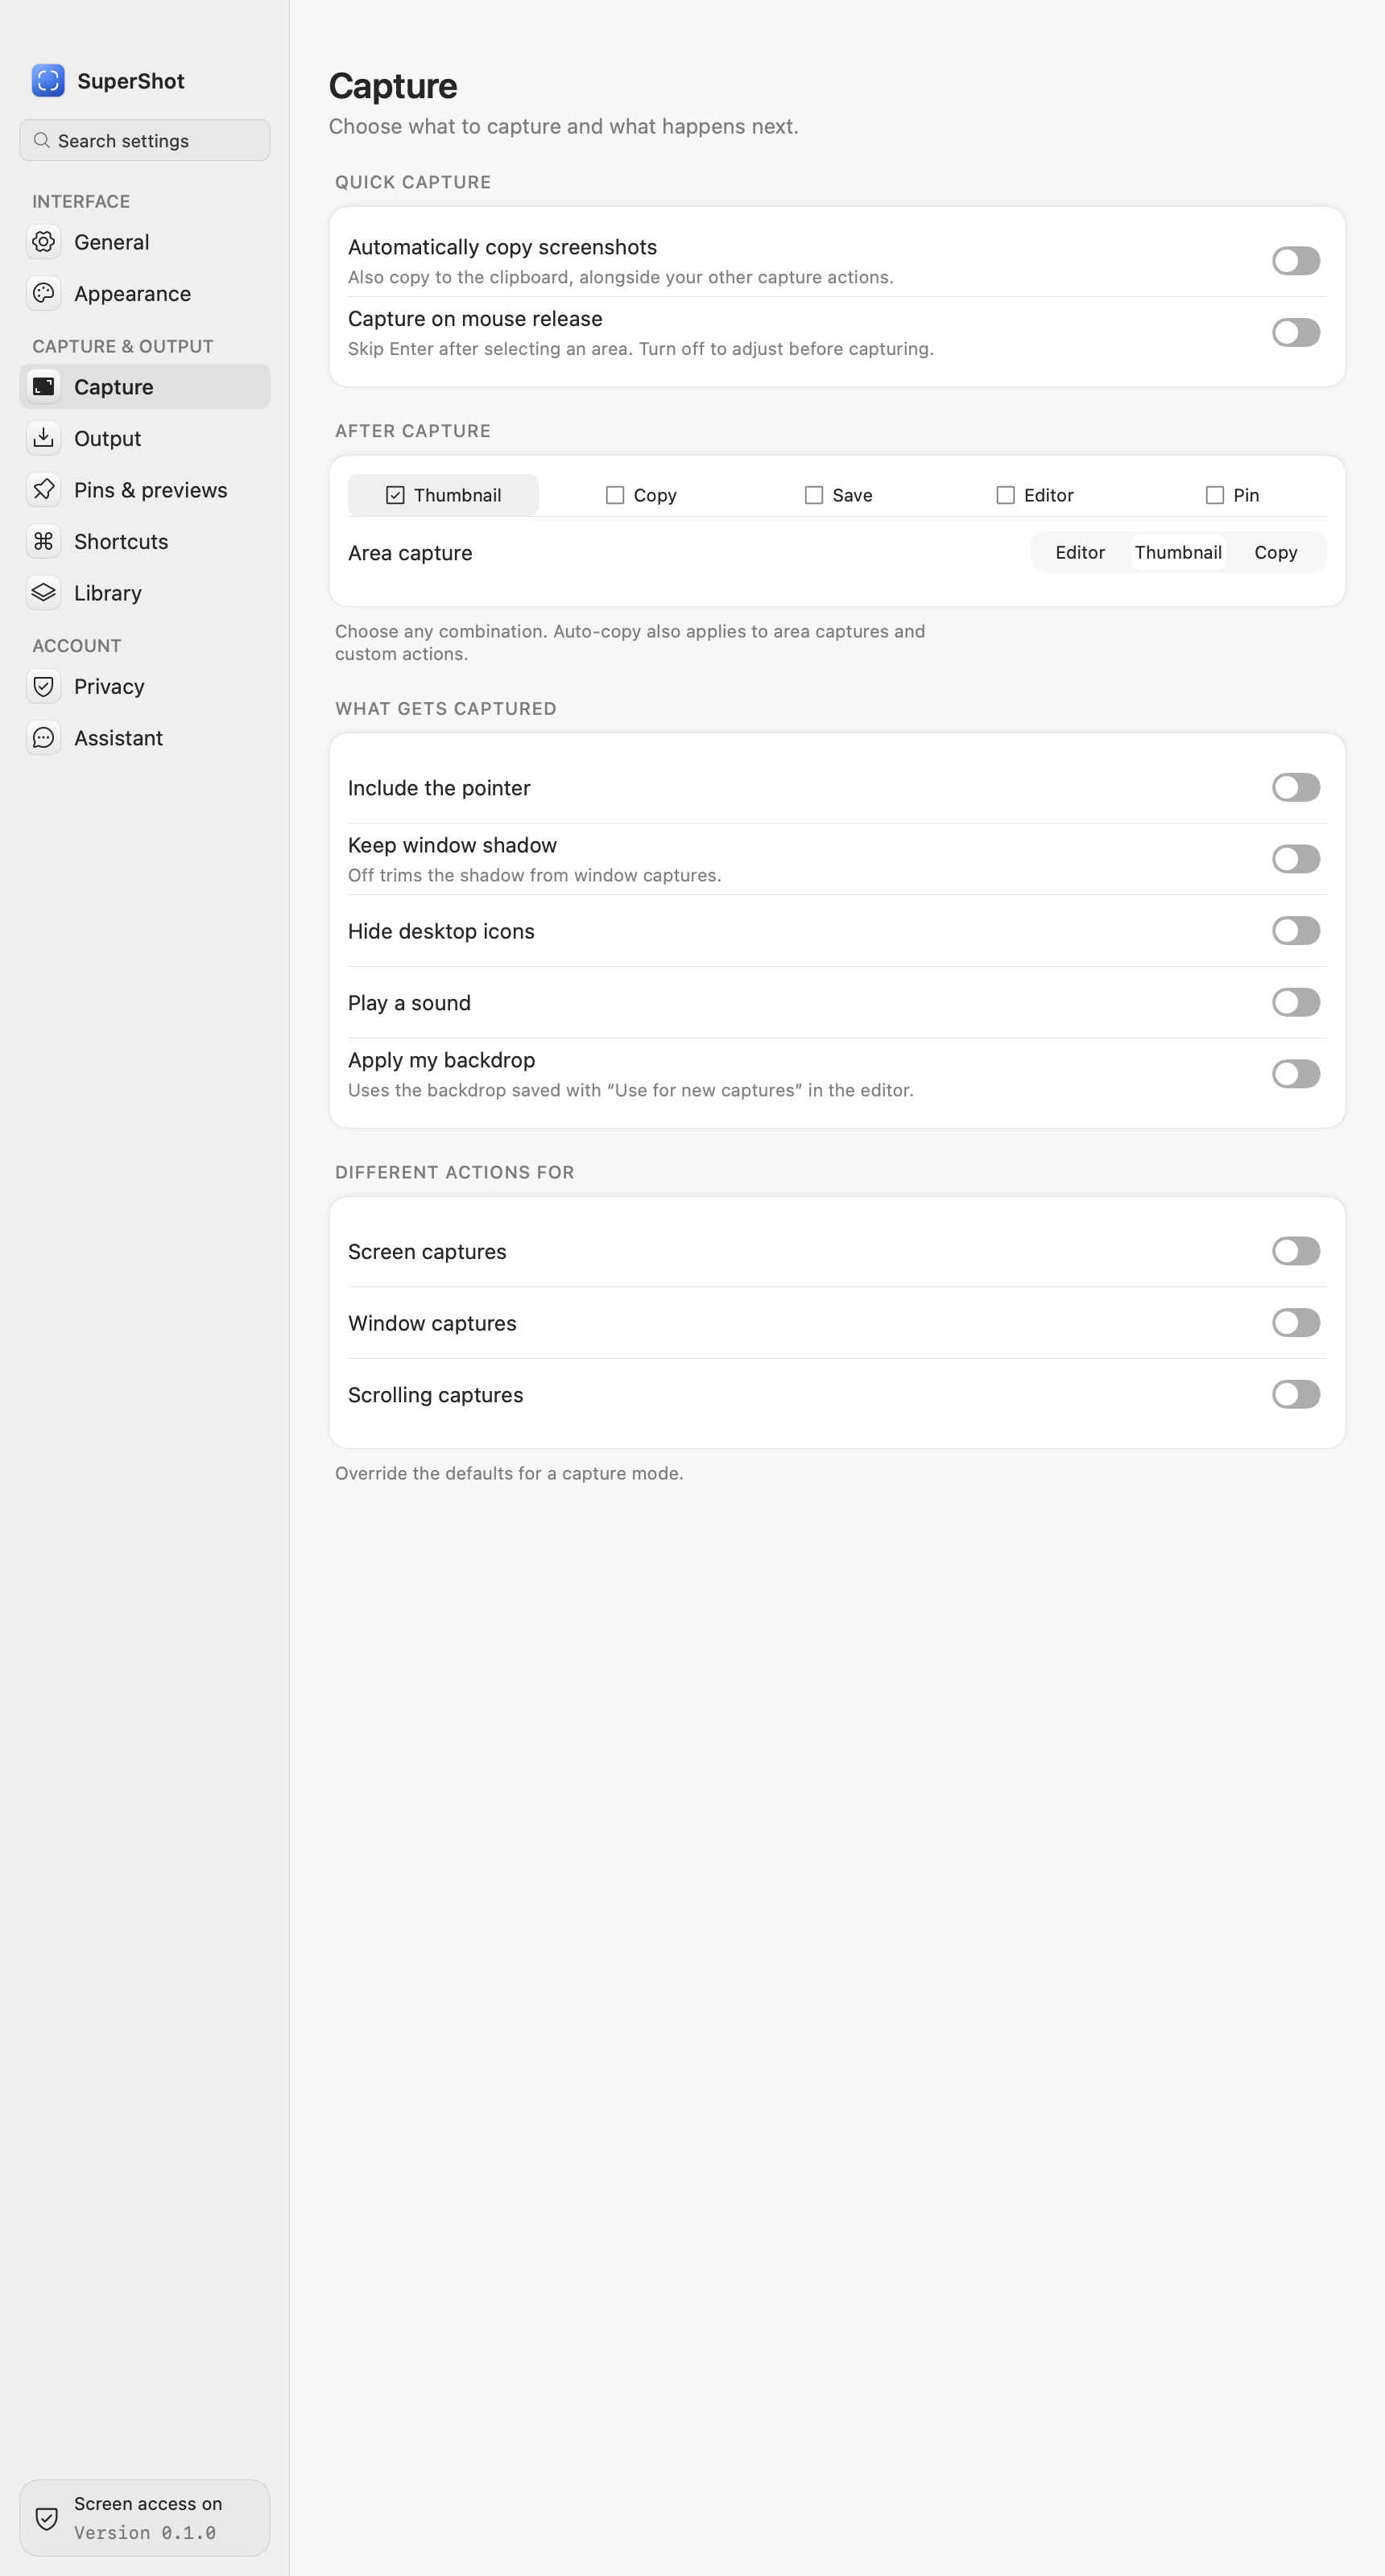 SuperShot
Search settings
INTERFACE
General
Appearance
CAPTURE & OUTPUT
Capture
Output
Pins & previews
Shortcuts
Library
ACCOUNT
Privacy
Assistant
Screen access on
Version 0.1.0
Capture
Choose what to capture and what happens next.
QUICK CAPTURE
Automatically copy screenshots
Also copy to the clipboard, alongside your other capture actions.
Capture on mouse release
Skip Enter after selecting an area. Turn off to adjust before capturing.
AFTER CAPTURE
Thumbnail Copy Save Editor Pin
Area capture Editor Thumbnail Copy
Choose any combination. Auto-copy also applies to area captures and
custom actions.
WHAT GETS CAPTURED
Include the pointer
Keep window shadow
Off trims the shadow from window captures.
Hide desktop icons
Play a sound
Apply my backdrop
Uses the backdrop saved with “Use for new captures” in the editor.
DIFFERENT ACTIONS FOR
Screen captures
Window captures
Scrolling captures
Override the defaults for a capture mode.